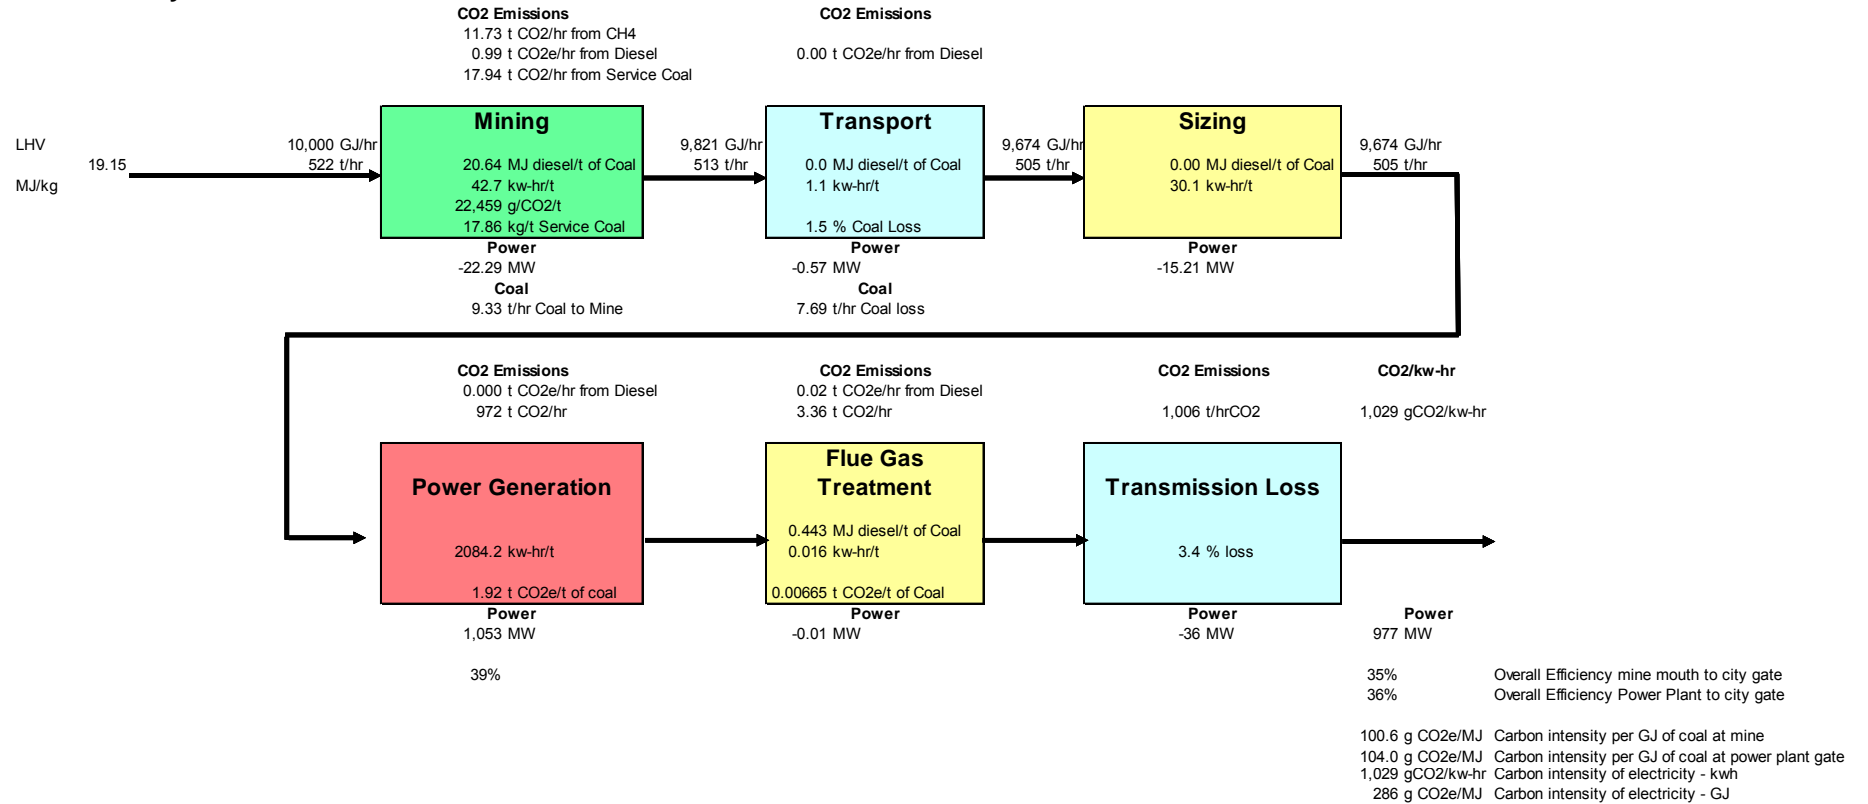 CO2 Emissions
11.73 t CO2/hr from CH4
0.99 t CO2e/hr from Diesel
17.94 t CO2/hr from Service Coal
CO2 Emissions
0.00 t CO2e/hr from Diesel
LHV
19.15
MJ/kg
10,000 GJ/hr
522 t/hr
Mining
20.64 MJ diesel/t of Coal
42.7 kw-hr/t
22,459 g/CO2/t
17.86 kg/t Service Coal
9,821 GJ/hr
513 t/hr
Transport
0.0 MJ diesel/t of Coal
1.1 kw-hr/t
1.5 % Coal Loss
9,674 GJ/hr
505 t/hr
Sizing
0.00 MJ diesel/t of Coal
30.1 kw-hr/t
9,674 GJ/hr
505 t/hr
Power
-22.29 MW
Coal
9.33 t/hr Coal to Mine
Power
-0.57 MW
Coal
7.69 t/hr Coal loss
Power
-15.21 MW
CO2 Emissions
0.000 t CO2e/hr from Diesel
972 t CO2/hr
CO2 Emissions
0.02 t CO2e/hr from Diesel
3.36 t CO2/hr
CO2 Emissions
1,006 t/hrCO2
CO2/kw-hr
1,029 gCO2/kw-hr
Power Generation
2084.2 kw-hr/t
1.92 t CO2e/t of coal
Flue Gas
Treatment
0.443 MJ diesel/t of Coal
0.016 kw-hr/t
0.00665 t CO2e/t of Coal
Transmission Loss
3.4 % loss
Power
1,053 MW
39%
Power
-0.01 MW
Power
-36 MW
Power
977 MW
35% Overall Efficiency mine mouth to city gate
36% Overall Efficiency Power Plant to city gate
100.6 g CO2e/MJ Carbon intensity per GJ of coal at mine
104.0 g CO2e/MJ Carbon intensity per GJ of coal at power plant gate
1,029 gCO2/kw-hr Carbon intensity of electricity - kwh
286 g CO2e/MJ Carbon intensity of electricity - GJ